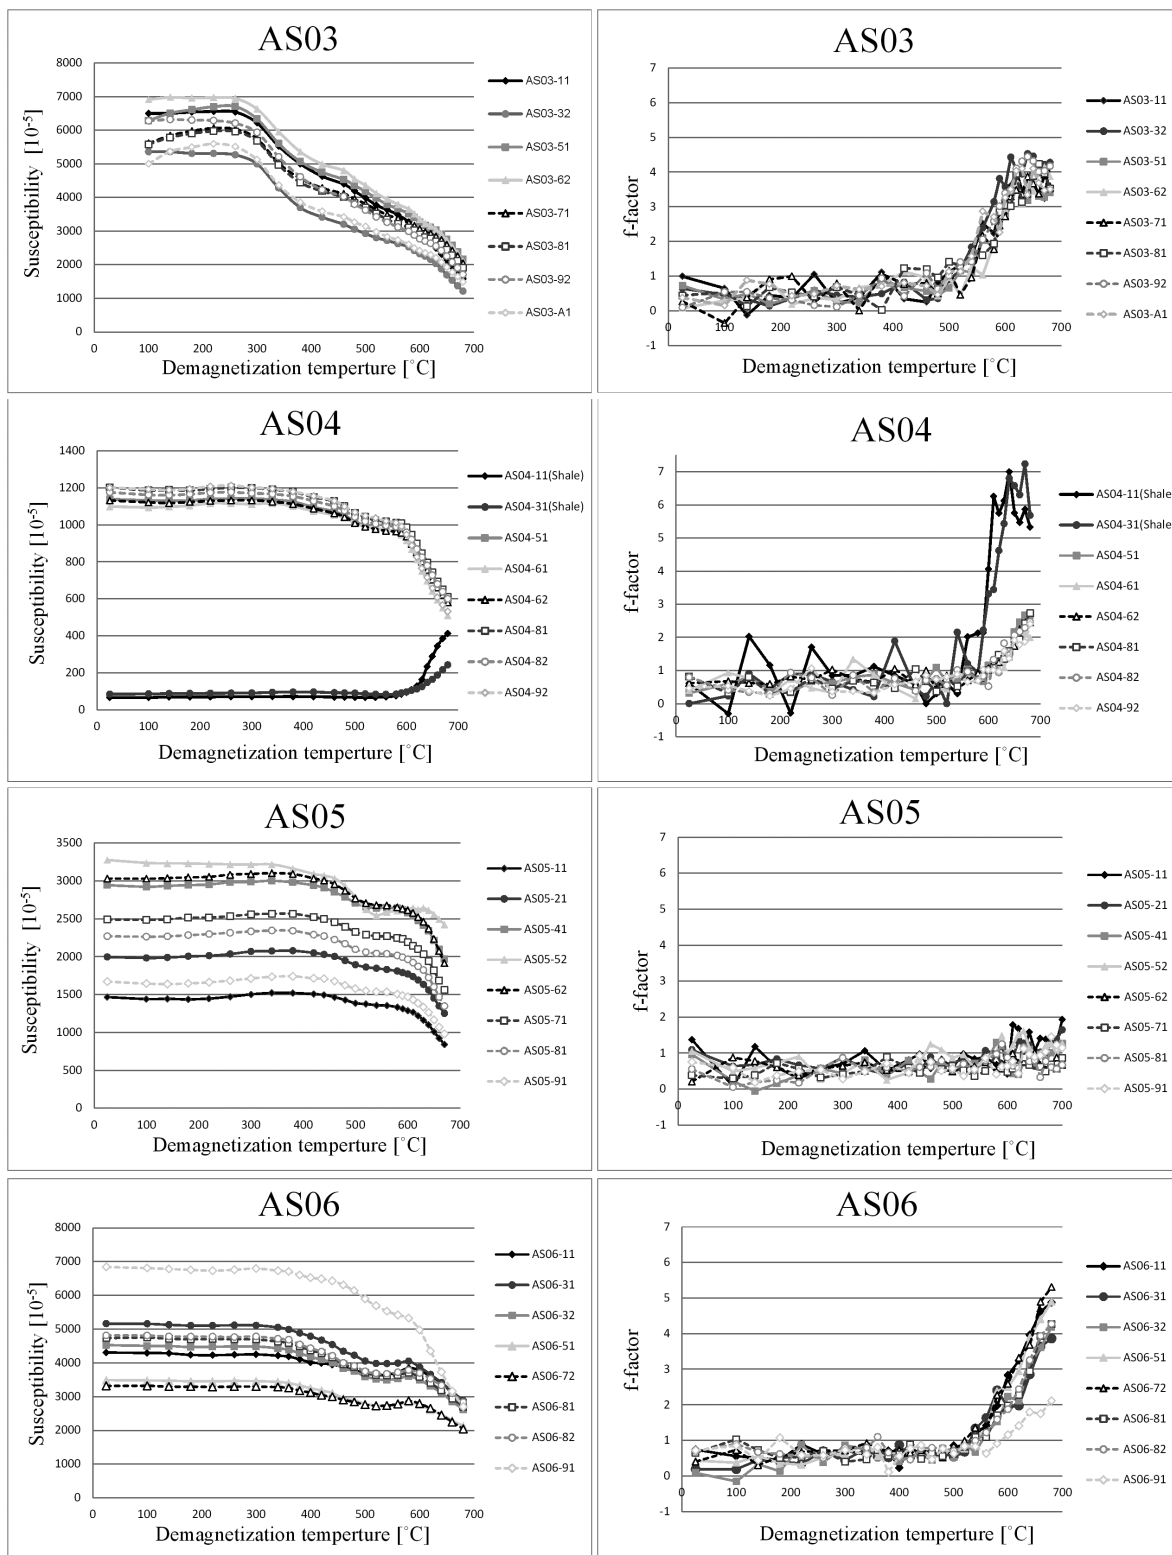 AS03
Susceptibility [10-5]
8000
7000
6000
5000
4000
3000
2000
1000
0
0 100 200 300 400 500 600 700
Demagnetization temperture [˚C]
AS03-11
AS03-32
AS03-51
AS03-62
AS03-71
AS03-81
AS03-92
AS03-A1
AS03
f-factor
7
6
5
4
3
2
1
0
-1
0 100 200 300 400 500 600 700
Demagnetization temperture [˚C]
AS03-11
AS03-32
AS03-51
AS03-62
AS03-71
AS03-81
AS03-92
AS03-A1
AS04
Susceptibility [10-5]
1400
1200
1000
800
600
400
200
0
0 100 200 300 400 500 600 700
Demagnetization temperture [˚C]
AS04-11(Shale)
AS04-31(Shale)
AS04-51
AS04-61
AS04-62
AS04-81
AS04-82
AS04-92
AS04
f-factor
7
6
5
4
3
2
1
0
-1
0 100 200 300 400 500 600 700
Demagnetization temperture [˚C]
AS04-11(Shale
AS04-31(Shale
AS04-51
AS04-61
AS04-62
AS04-81
AS04-82
AS04-92
AS05
Susceptibility [10-5]
3500
3000
2500
2000
1500
1000
500
0
0 100 200 300 400 500 600 700
Demagnetization temperture [˚C]
AS05-11
AS05-21
AS05-41
AS05-52
AS05-62
AS05-71
AS05-81
AS05-91
AS05
f-factor
7
6
5
4
3
2
1
0
-1
0 100 200 300 400 500 600 700
Demagnetization temperture [˚C]
AS05-11
AS05-21
AS05-41
AS05-52
AS05-62
AS05-71
AS05-81
AS05-91
AS06
Susceptibility [10-5]
8000
7000
6000
5000
4000
3000
2000
1000
0
0 100 200 300 400 500 600 700
Demagnetization temperture [˚C]
AS06-11
AS06-31
AS06-32
AS06-51
AS06-72
AS06-81
AS06-82
AS06-91
AS06
f-factor
7
6
5
4
3
2
1
0
-1
0 100 200 300 400 500 600 700
Demagnetization temperture [˚C]
AS06-11
AS06-31
AS06-32
AS06-51
AS06-72
AS06-81
AS06-82
AS06-91